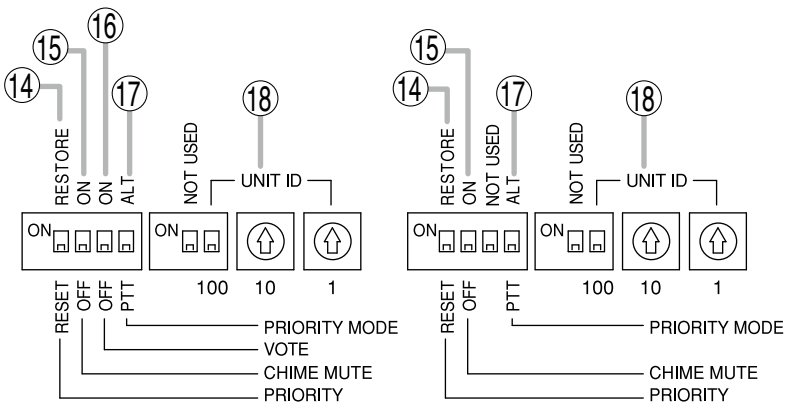 16
15
15
14
17
18
14
17
18
RESTORE
ON
ON
ALT
NOT USED
UNIT ID
RESTORE
ON
NOT USED
ALT
NOT USED
UNIT ID
ON
ON
ON
ON
RESET
OFF
OFF
PTT
100 10 1
RESET
OFF
PTT
100 10 1
PRIORITY MODE
VOTE
CHIME MUTE
PRIORITY
PRIORITY MODE
CHIME MUTE
PRIORITY